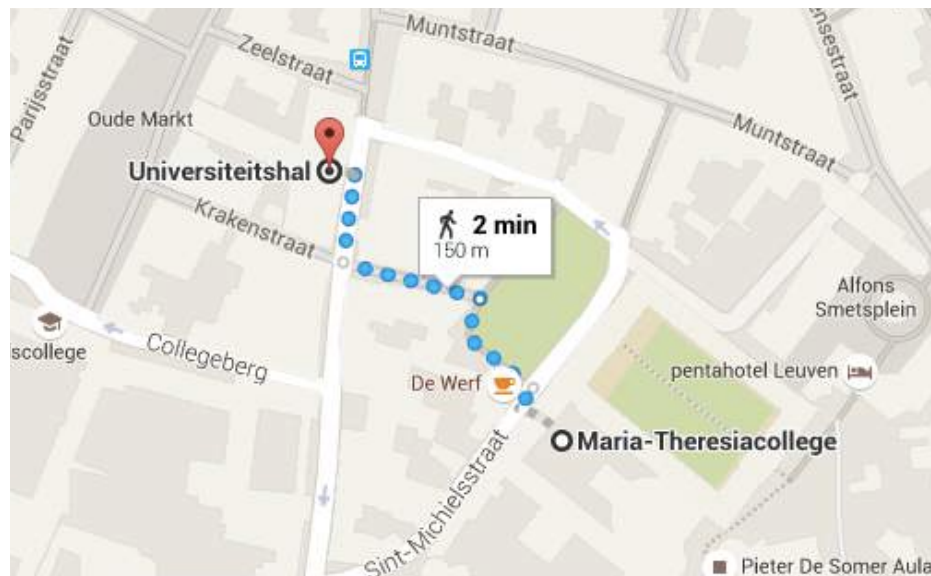 Muntstraat
Zeelstraat
Parijsstraat
Oude Markt
Muntstraat
Universiteitshal
Krakenstraat
2 min
150 m
Alfons
Smetsplein
scollege
Collegeberg
De Werf
pentahotel Leuven
Maria-Theresiacollege
Sint-Michielsstraat
Pieter De Somer Aula